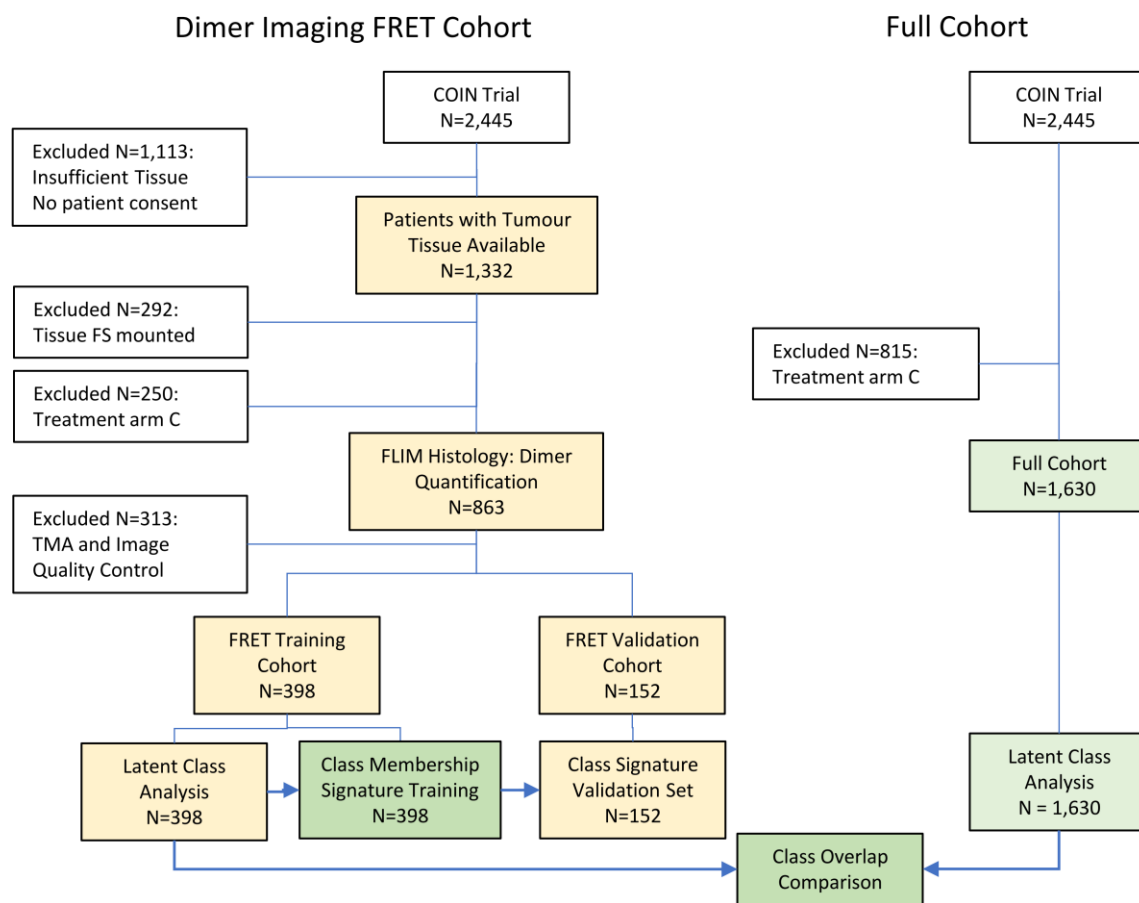 Dimer Imaging FRET Cohort
Full Cohort
COIN Trial
N=2,445
COIN Trial
N=2,445
Excluded N=1,113:
Insufficient Tissue
No patient consent
Patients with Tumour
Tissue Available
N=1,332
Excluded N=292:
Tissue FS mounted
Excluded N=815:
Treatment arm C
Excluded N=250:
Treatment arm C
FLIM Histology: Dimer
Quantification
N=863
Full Cohort
N=1,630
Excluded N=313:
TMA and Image
Quality Control
FRET Training
Cohort
N=398
FRET Validation
Cohort
N=152
Latent Class
Analysis
N=398
Class Membership
Signature Training
N=398
Class Signature
Validation Set
N=152
Latent Class
Analysis
N = 1,630
Class Overlap
Comparison